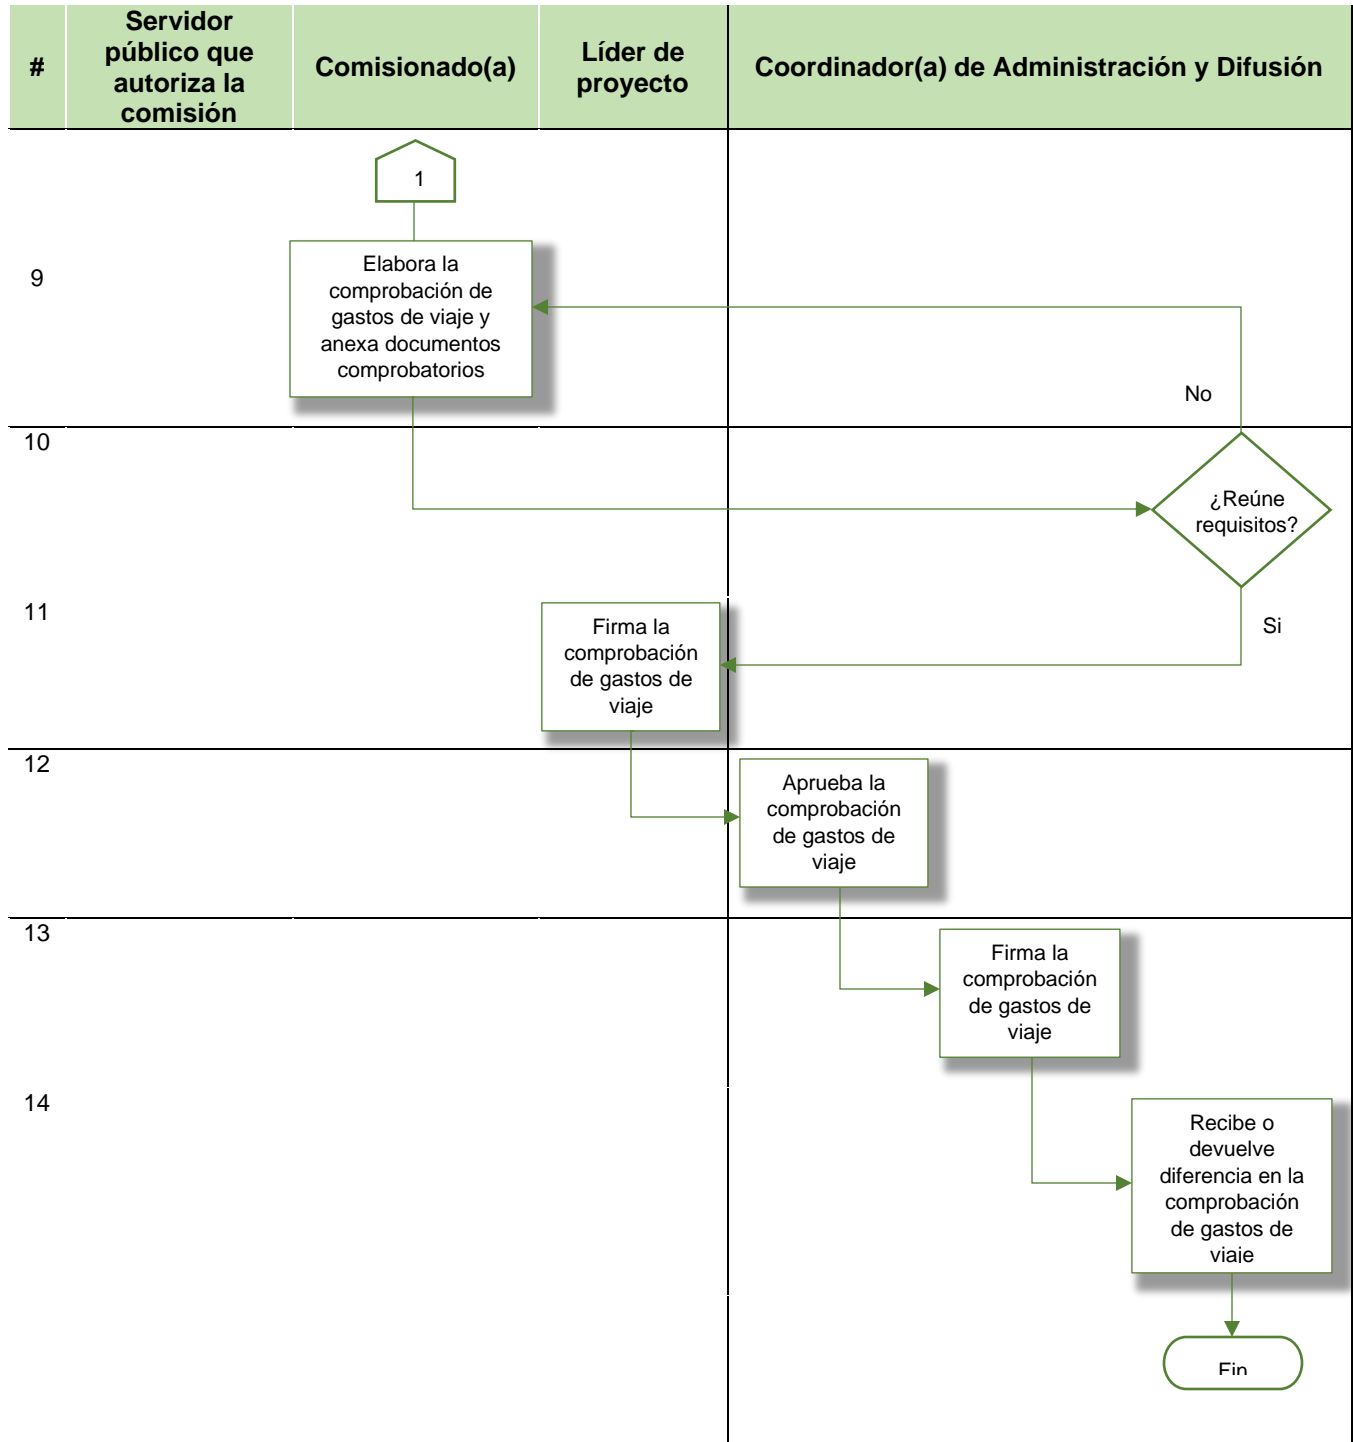 #
Servidor
público que
autoriza la
comisión
Comisionado(a)
Líder de
proyecto
Coordinador(a) de Administración y Difusión
1
9
Elabora la
comprobación de
gastos de viaje y
anexa documentos
comprobatorios
No
10
¿Reúne
requisitos?
11
Firma la
comprobación
de gastos de
viaje
Si
12
Aprueba la
comprobación
de gastos de
viaje
13
Firma la
comprobación
de gastos de
viaje
14
Recibe o
devuelve
diferencia en la
comprobación
de gastos de
viaje
Fin